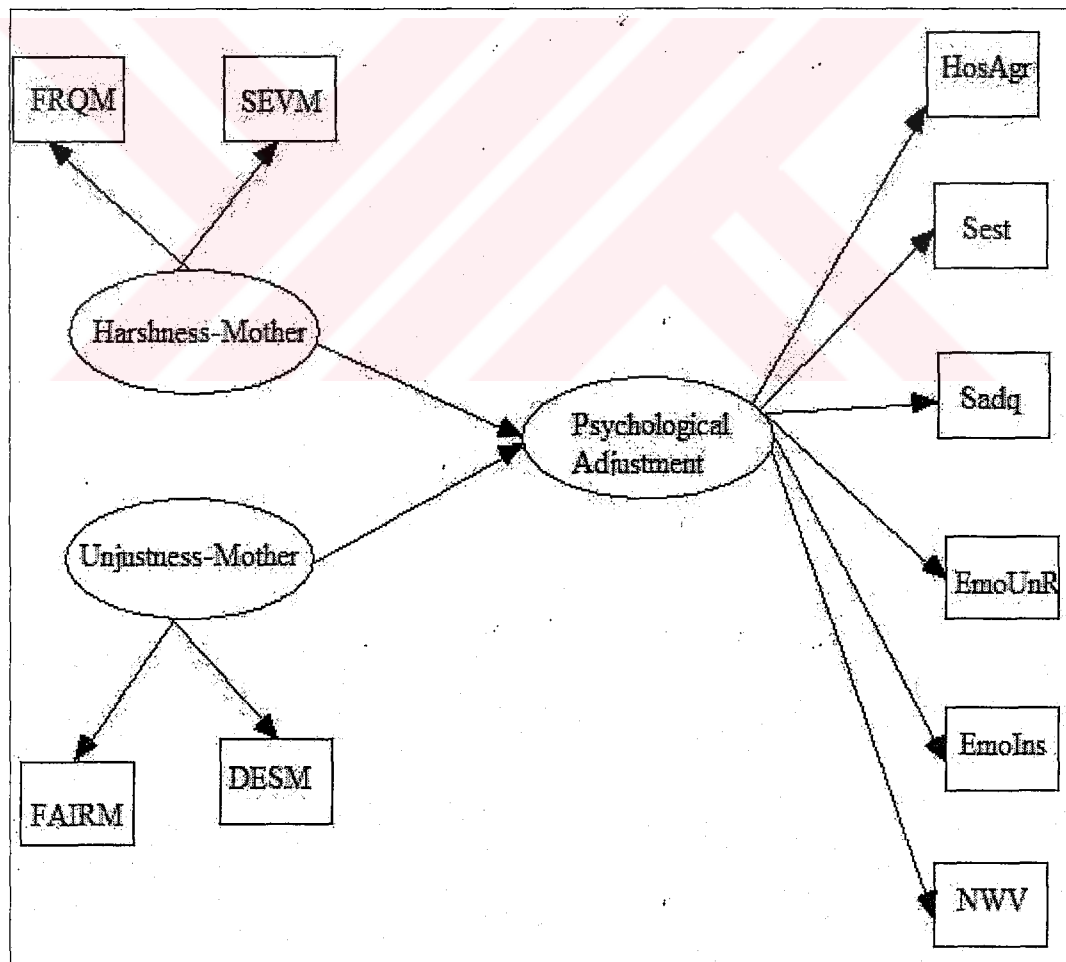 FRQM
SEVM
HosAgr
Sest
Harshness-Mother
Sadq
Psychological
Adjustment
Unjustness-Mother
EmoUnR
EmoIns
FAIRM
DESM
NWV